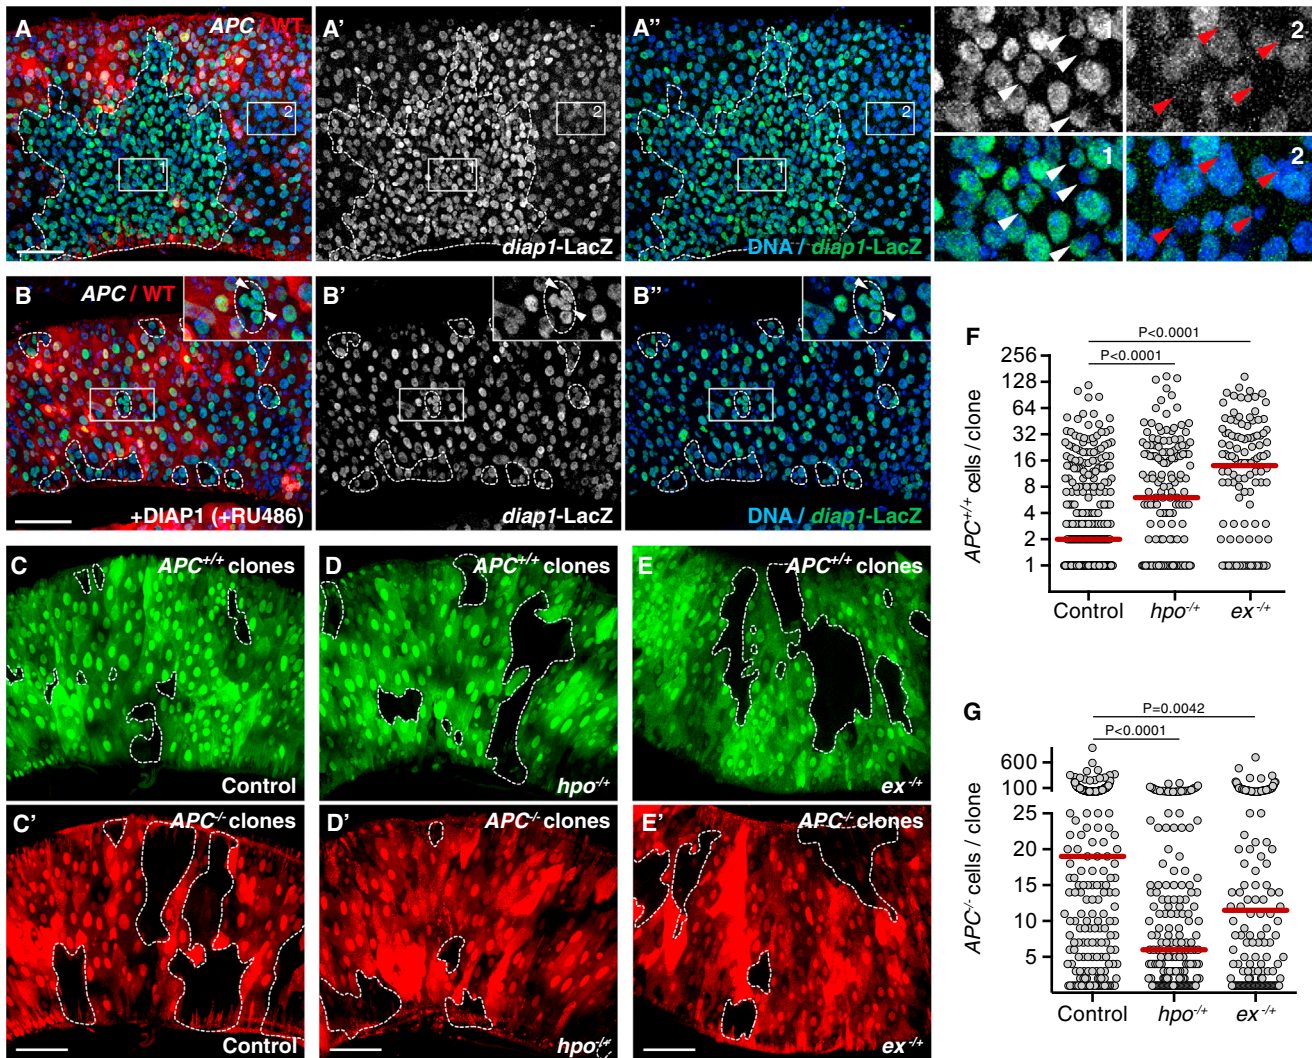 A
APC / WT
1
2
A'
diap1-LacZ
1
2
A''
DNA / diap1-LacZ
1
2
1
2
1
2
B
APC / WT
+DIAP1 (+RU486)
B'
diap1-LacZ
B''
DNA / diap1-LacZ
C
APC+/+ clones
Control
D
APC+/+ clones
hpo-/+
E
APC+/+ clones
ex-/+
C'
APC-/- clones
Control
D'
APC-/- clones
hpo-/+
E'
APC-/- clones
ex-/+
F
P<0.0001
P<0.0001
APC+/+ cells / clone
256
128
64
32
16
8
4
2
1
Control
hpo-/+
ex-/+
G
P=0.0042
P<0.0001
APC-/- cells / clone
600
100
25
20
15
10
5
Control
hpo-/+
ex-/+